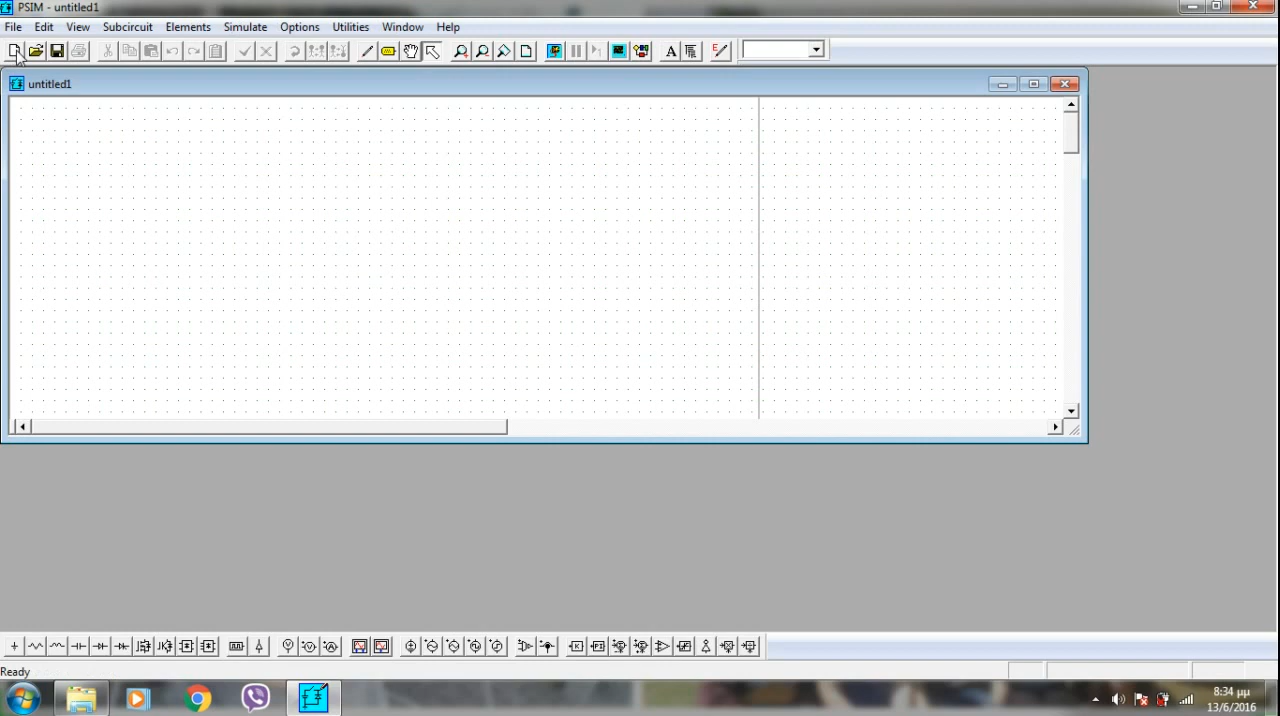 PSIM - untitled1
File Edit View Subcircuit Elements Simulate Options Utilities Window Help
untitled1
Ready
8:34 μμ
13/6/2016